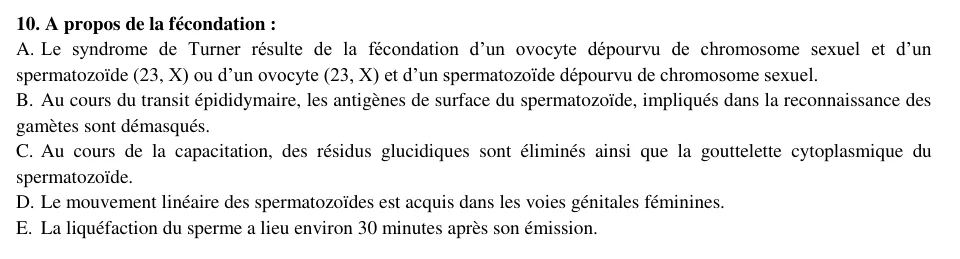 10. A propos de la fécondation :
A. Le syndrome de Turner résulte de la fécondation d'un ovocyte dépourvu de chromosome sexuel et d'un
spermatozoïde (23, X) ou d'un ovocyte (23, X) et d'un spermatozoïde dépourvu de chromosome sexuel.
B. Au cours du transit épididymaire, les antigènes de surface du spermatozoïde, impliqués dans la reconnaissance des
gamètes sont démasqués.
C. Au cours de la capacitation, des résidus glucidiques sont éliminés ainsi que la gouttelette cytoplasmique du
spermatozoïde.
D. Le mouvement linéaire des spermatozoïdes est acquis dans les voies génitales féminines.
E. La liquéfaction du sperme a lieu environ 30 minutes après son émission.